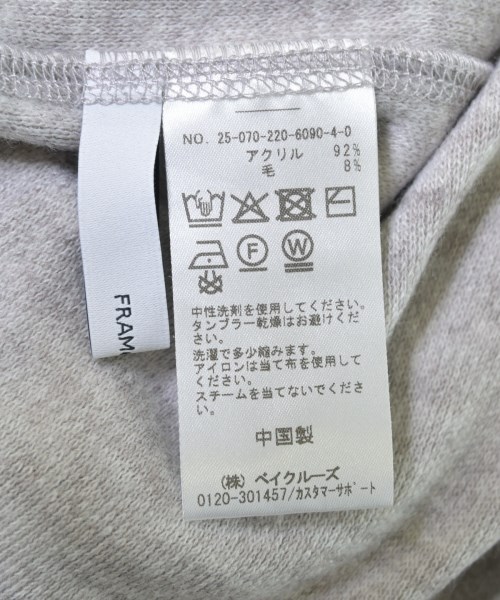 NO. 25-070-220-6090-4-0
アクリル 92%
毛 8%
F W
中性洗剤を使用してください。
タンブラー乾燥はお避けくだ
さい。
洗濯で多少縮みます。
アイロンは当て布を使用して
スチームを当てないでくださ
い。
中国製
(株) ベイクルーズ
0120-301457/カスタマーサポート